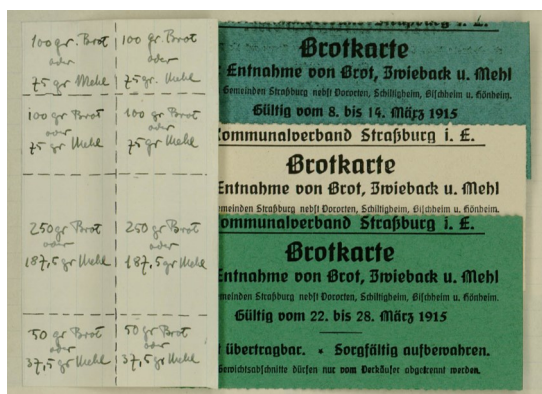 100 gr. Brot
oder
75 gr Mehl
100 gr. Brot
oder
75 gr. Mehl
100 gr Brot
oder
75 gr Mehl
100 gr Brot
oder
75 gr Mehl
250 gr Brot
oder
187,5 gr Mehl
250 gr Brot
oder
187,5 gr Mehl
50 gr Brot
oder
37,5 gr Mehl
50 gr Brot
oder
37,5 gr Mehl
Straßburg i. E.
Brotkarte
Entnahme von Brot, Zwieback u. Mehl
Gemeinden Straßburg nebst Vororten, Schiltigheim, Bischheim u. Hönheim.
Gültig vom 8. bis 14. März 1915
Kommunalverband Straßburg i. E.
Brotkarte
Entnahme von Brot, Zwieback u. Mehl
Gemeinden Straßburg nebst Vororten, Schiltigheim, Bischheim u. Hönheim.
Kommunalverband Straßburg i. E.
Brotkarte
Entnahme von Brot, Zwieback u. Mehl
Gemeinden Straßburg nebst Vororten, Schiltigheim, Bischheim u. Hönheim.
Gültig vom 22. bis 28. März 1915
übertragbar. * Sorgfältig aufbewahren.
Gewichtsabschnitte dürfen nur vom Verkäufer abgetrennt werden.